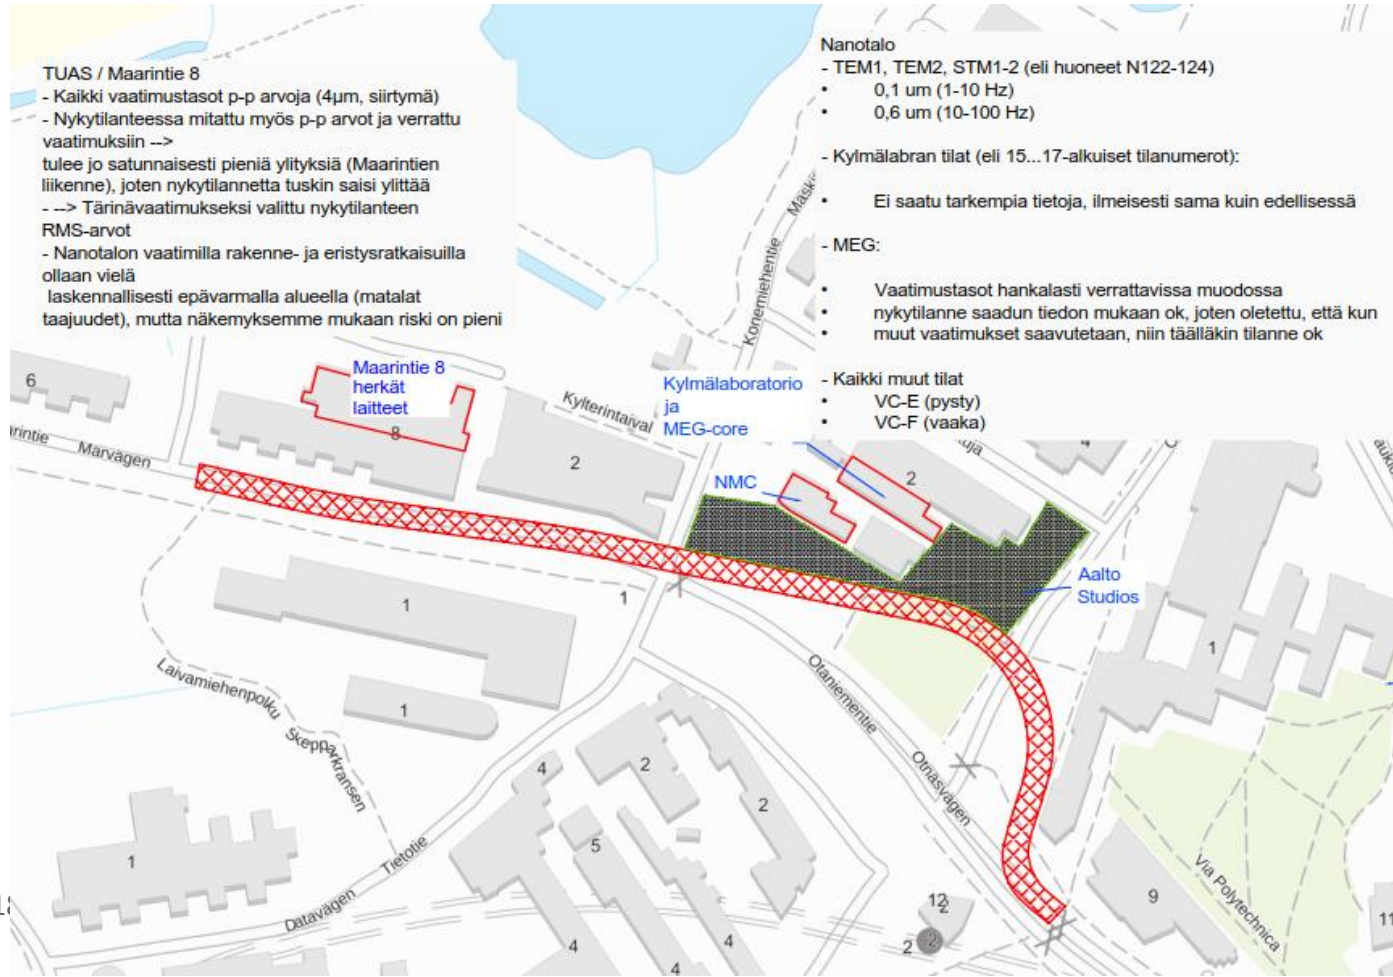 TUAS / Maarintie 8
- Kaikki vaatimustasot p-p arvoja (4µm, siirtymä)
- Nykytilanteessa mitattu myös p-p arvot ja verrattu
vaatimuksiin -->
tulee jo satunnaisesti pieniä ylityksiä (Maarintien
liikenne), joten nykytilannetta tuskin saisi ylittää
- --> Tärinävaatimukseksi valittu nykytilanteen
RMS-arvot
- Nanotalon vaatimilla rakenne- ja eristysratkaisuilla
ollaan vielä
laskennallisesti epävarmalla alueella (matalat
taajuudet), mutta näkemyksemme mukaan riski on pieni
Nanotalo
- TEM1, TEM2, STM1-2 (eli huoneet N122-124)
• 0,1 um (1-10 Hz)
• 0,6 um (10-100 Hz)
- Kylmälabran tilat (eli 15...17-alkuiset tilanumerot):
• Ei saatu tarkempia tietoja, ilmeisesti sama kuin edellisessä
- MEG:
• Vaatimustasot hankalasti verrattavissa muodossa
• nykytilanne saadun tiedon mukaan ok, joten oletettu, että kun
• muut vaatimukset saavutetaan, niin täälläkin tilanne ok
- Kaikki muut tilat
• VC-E (pysty)
• VC-F (vaaka)
Maski
Konemiehentie
6
Maarintie 8
herkät
laitteet
8
Kylterintaival
Kylmälaboratorio
ja
MEG-core
4
uja
arintie
Marvägen
2
2
NMC
Aalto
Studios
1
1
1
1
Laivamiehenpolku
Skepparkransen
Otaniementie
Otnäsvägen
4
2
2
5
1
Tietotie
Datavägen
Via Polytechnica
9
11
12
2
2
2
4
4
4